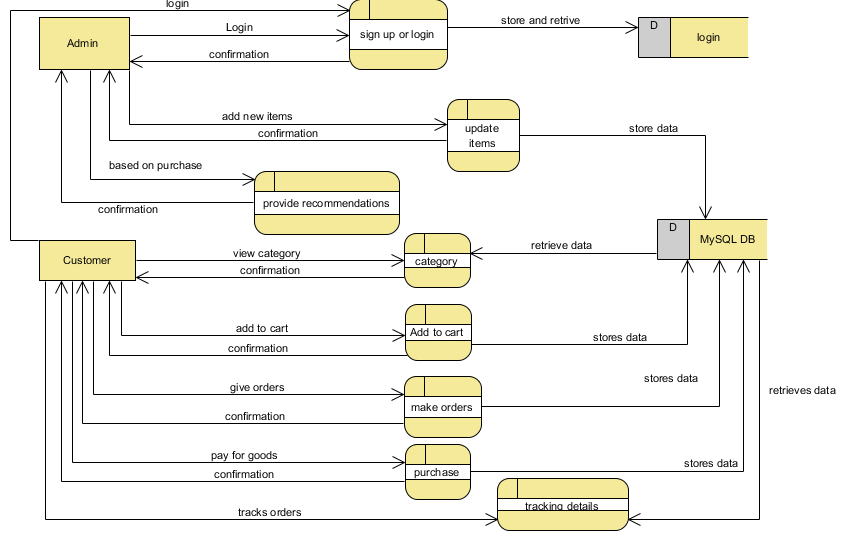 login
Admin
Login
confirmation
sign up or login
store and retrive
D
login
add new items
confirmation
update
items
store data
based on purchase
confirmation
provide recommendations
D
MySQL DB
Customer
view category
confirmation
category
retrieve data
add to cart
confirmation
Add to cart
stores data
give orders
confirmation
make orders
stores data
retrieves data
pay for goods
confirmation
purchase
stores data
tracks orders
tracking details